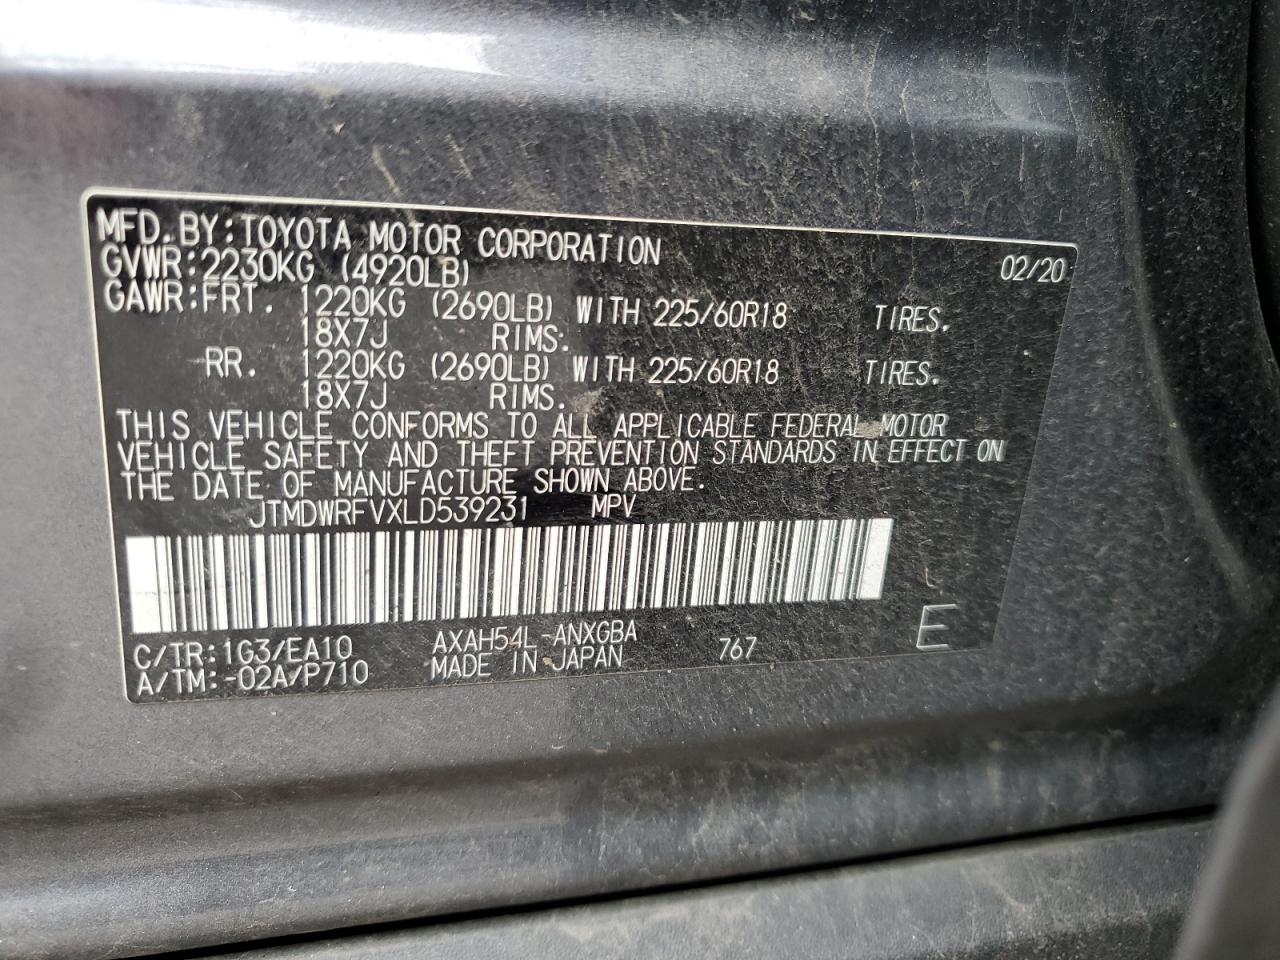 MFD. BY:TOYOTA MOTOR CORPORATION 02/20
GVWR:2230KG (4920LB)
GAWR:FRT. 1220KG (2690LB) WITH 225/60R18 TIRES.
18X7J RIMS.
RR. 1220KG (2690LB) WITH 225/60R18 TIRES.
18X7J RIMS.
THIS VEHICLE CONFORMS TO ALL APPLICABLE FEDERAL MOTOR
VEHICLE SAFETY AND THEFT PREVENTION STANDARDS IN EFFECT ON
THE DATE OF MANUFACTURE SHOWN ABOVE.
JTMDWRFVXLD539231 MPV
C/TR:1G3/EA10 AXAH54L-ANXGBA 767 E
A/TM:-02A/P710 MADE IN JAPAN